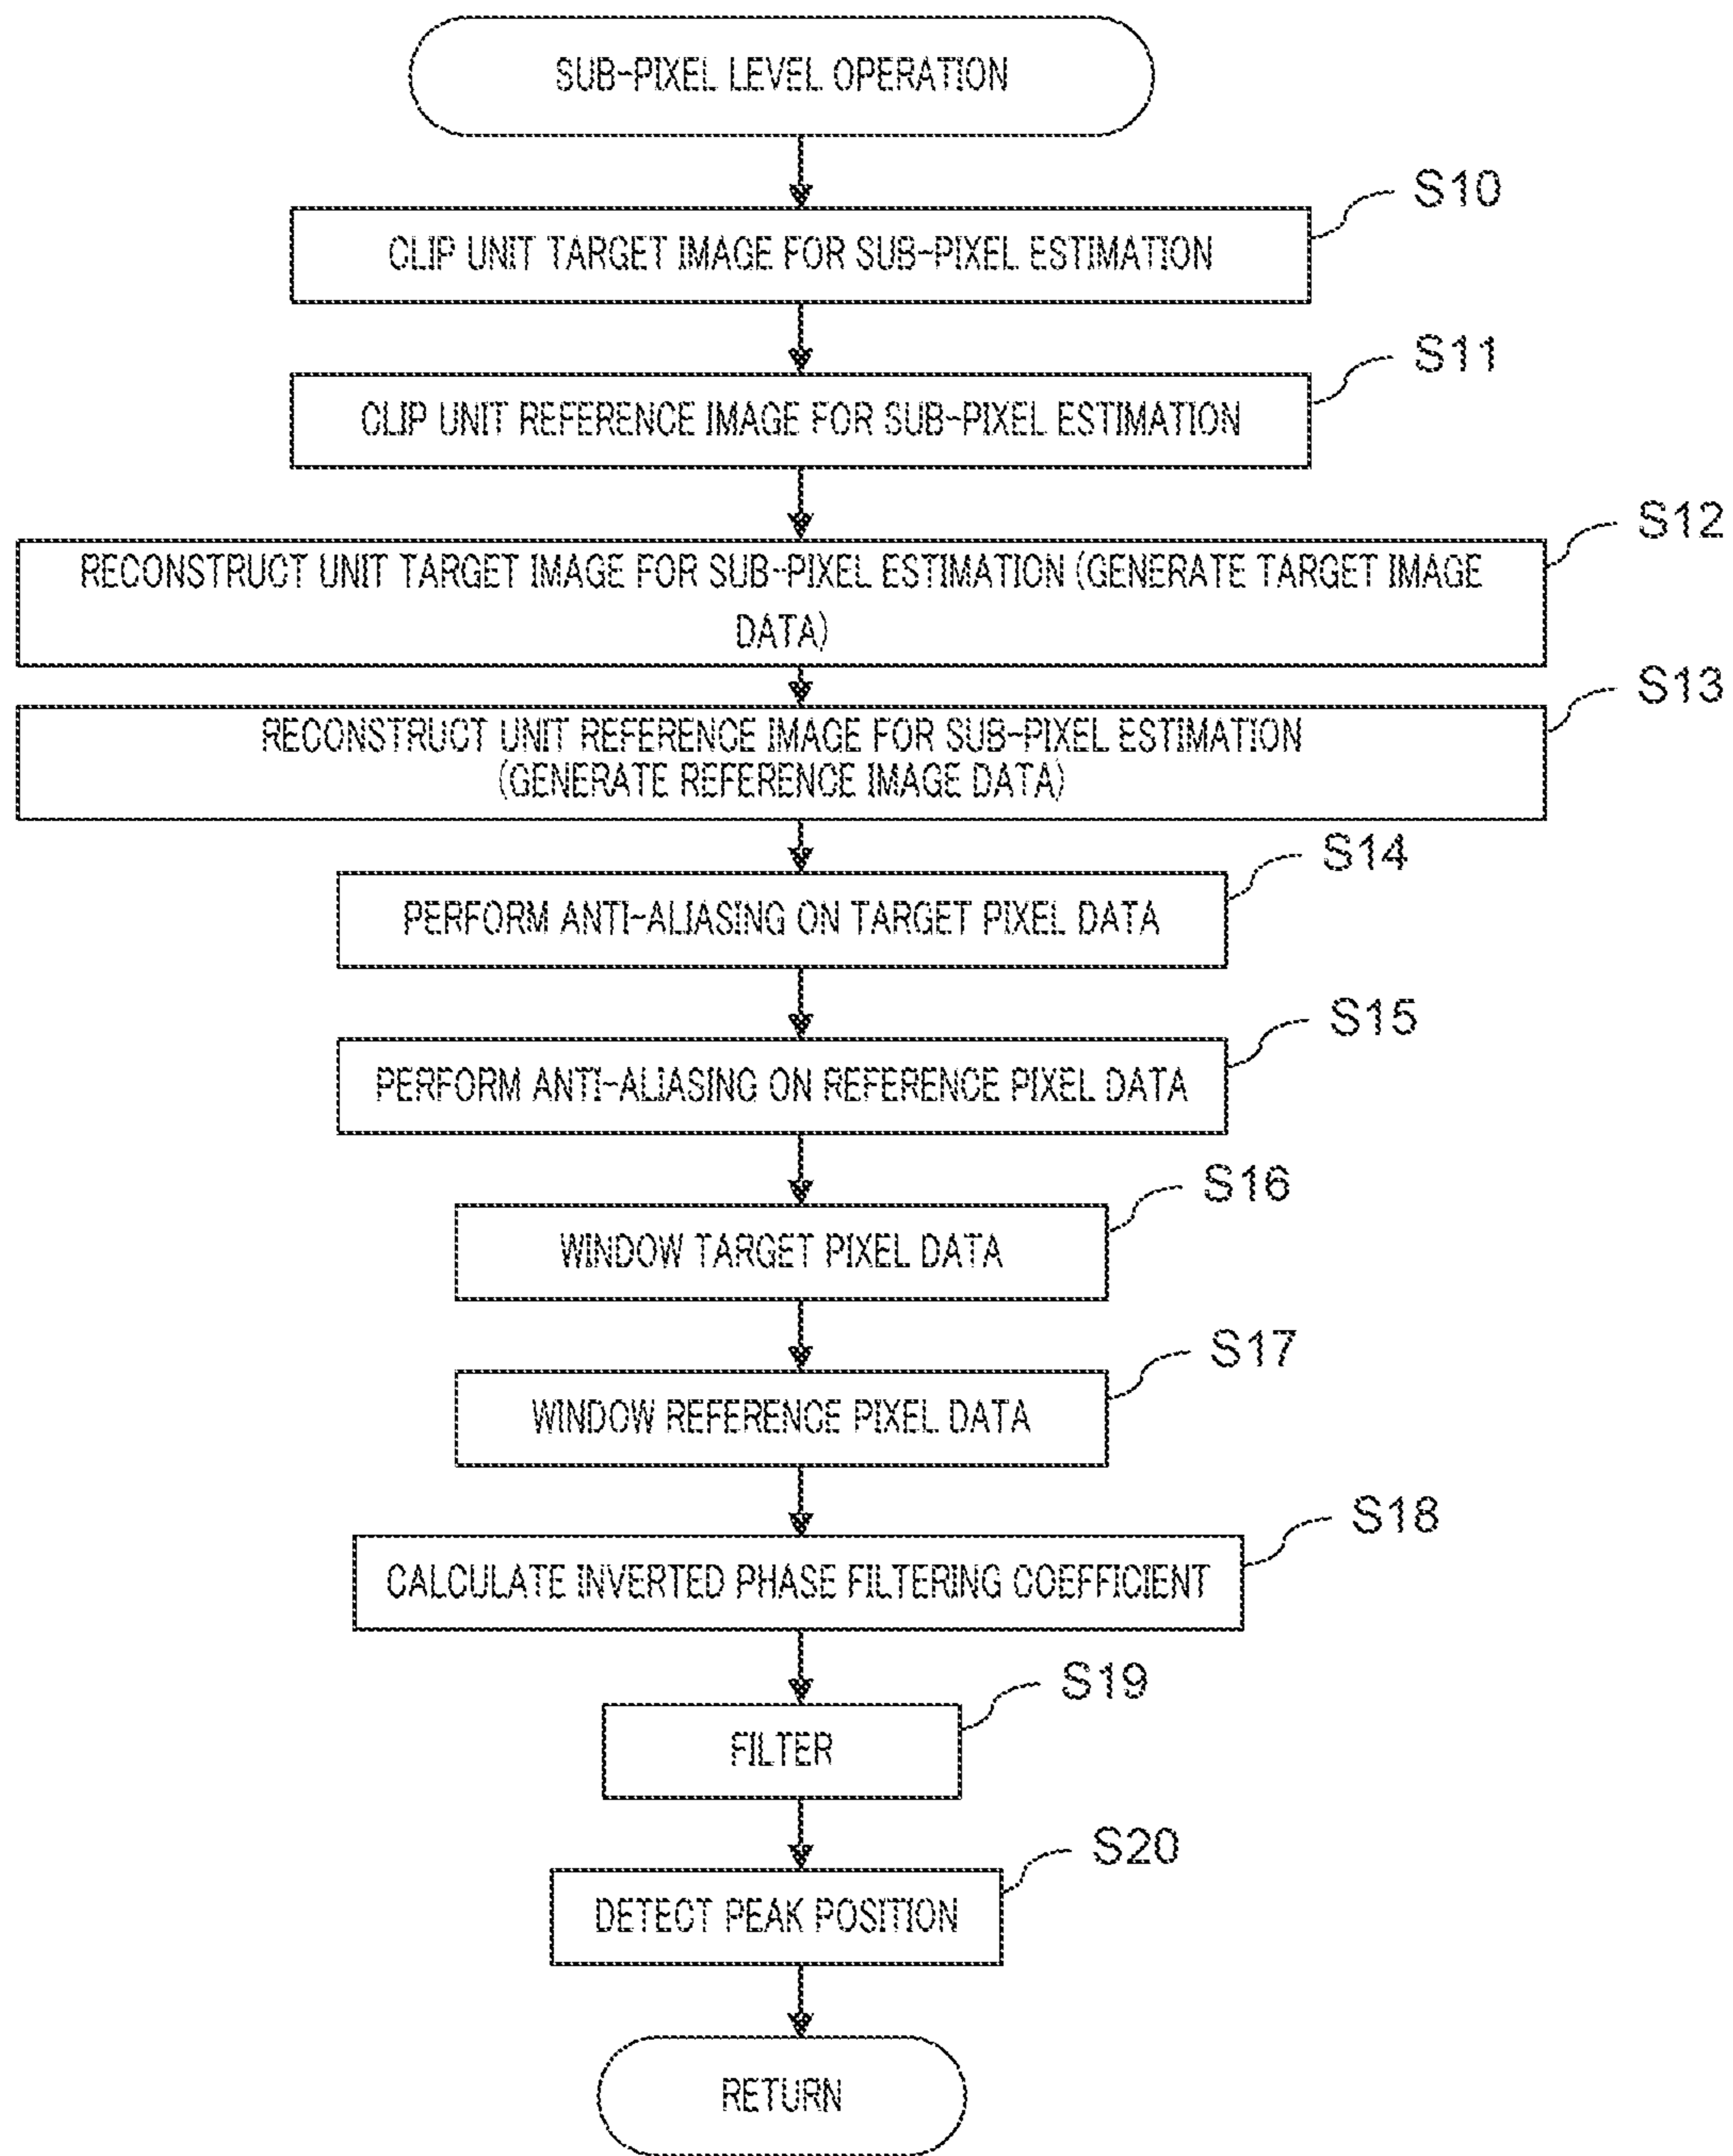 SUB-PIXEL LEVEL OPERATION
S10
CLIP UNIT TARGET IMAGE FOR SUB-PIXEL ESTIMATION
S11
CLIP UNIT REFERENCE IMAGE FOR SUB-PIXEL ESTIMATION
S12
RECONSTRUCT UNIT TARGET IMAGE FOR SUB-PIXEL ESTIMATION (GENERATE TARGET IMAGE
DATA)
S13
RECONSTRUCT UNIT REFERENCE IMAGE FOR SUB-PIXEL ESTIMATION
(GENERATE REFERENCE IMAGE DATA)
S14
PERFORM ANTI-ALIASING ON TARGET PIXEL DATA
S15
PERFORM ANTI-ALIASING ON REFERENCE PIXEL DATA
S16
WINDOW TARGET PIXEL DATA
S17
WINDOW REFERENCE PIXEL DATA
S18
CALCULATE INVERTED PHASE FILTERING COEFFICIENT
S19
FILTER
S20
DETECT PEAK POSITION
RETURN